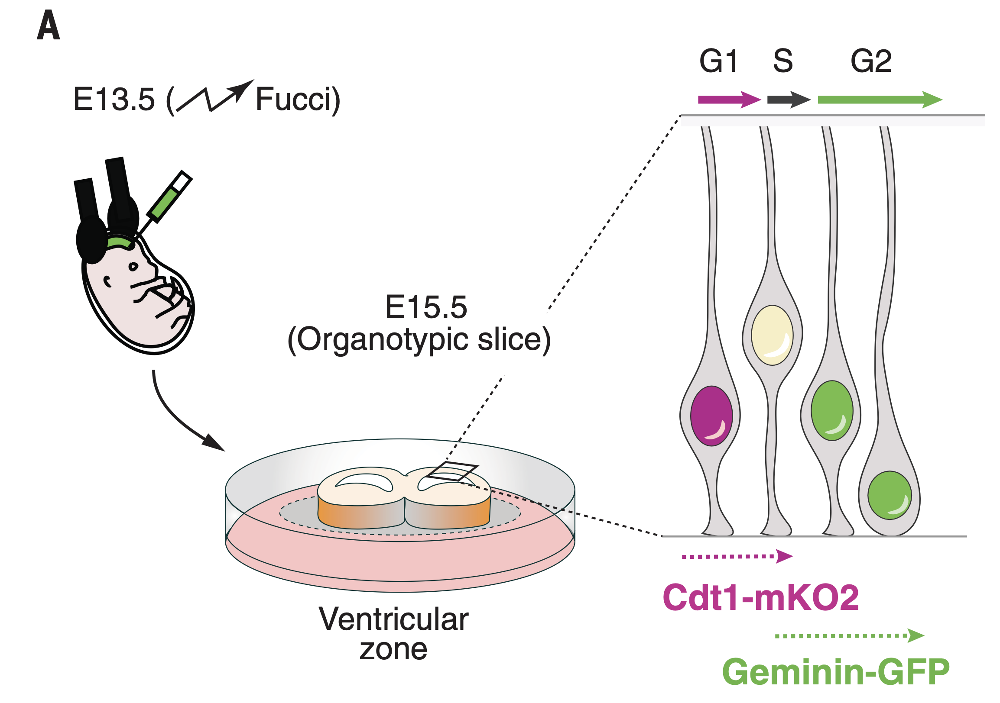 A
E13.5 (Fucci)
G1 S G2
E15.5
(Organotypic slice)
Ventricular
zone
Cdt1-mKO2
Geminin-GFP